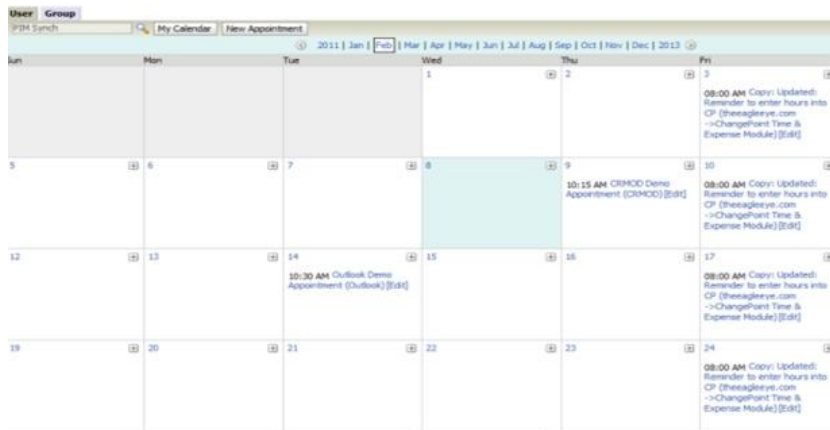 User Group
PIM Synch My Calendar New Appointment
2011 | Jan | Feb | Mar | Apr | May | Jun | Jul | Aug | Sep | Oct | Nov | Dec | 2013
Sun Mon Tue Wed Thu Fri
1 2 3
08:00 AM Copy: Updated:
Reminder to enter hours into
CP (theeagleeye.com
->ChangePoint Time &
Expense Module) [Edit]
5 6 7 8 9 10
10:15 AM CRMOD Demo
Appointment (CRMOD) [Edit]
08:00 AM Copy: Updated:
Reminder to enter hours into
CP (theeagleeye.com
->ChangePoint Time &
Expense Module) [Edit]
12 13 14 15 16 17
10:30 AM Outlook Demo
Appointment (Outlook) [Edit]
08:00 AM Copy: Updated:
Reminder to enter hours into
CP (theeagleeye.com
->ChangePoint Time &
Expense Module) [Edit]
19 20 21 22 23 24
08:00 AM Copy: Updated:
Reminder to enter hours into
CP (theeagleeye.com
->ChangePoint Time &
Expense Module) [Edit]